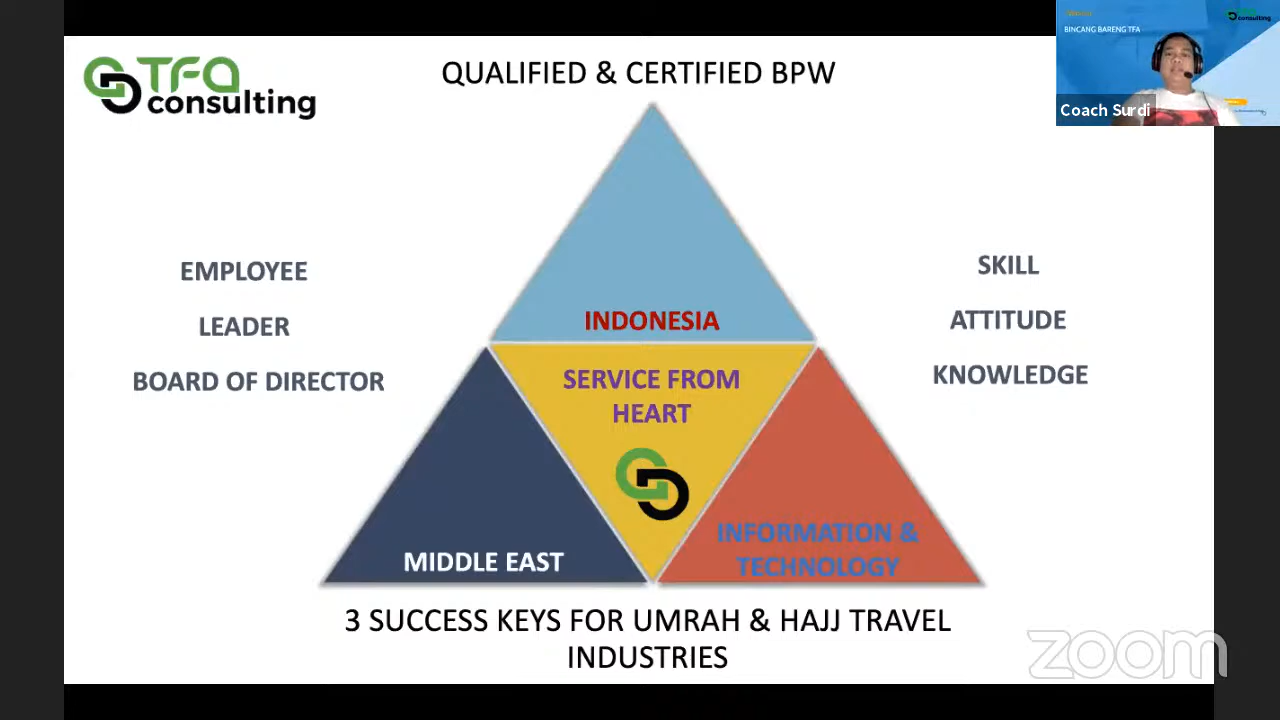 TFA
consulting
QUALIFIED & CERTIFIED BPW
BINCANG BARENG TFA
consulting
Coach Surdi
EMPLOYEE
LEADER
BOARD OF DIRECTOR
SKILL
ATTITUDE
KNOWLEDGE
INDONESIA
SERVICE FROM
HEART
MIDDLE EAST
INFORMATION &
TECHNOLOGY
3 SUCCESS KEYS FOR UMRAH & HAJJ TRAVEL
INDUSTRIES
zoom